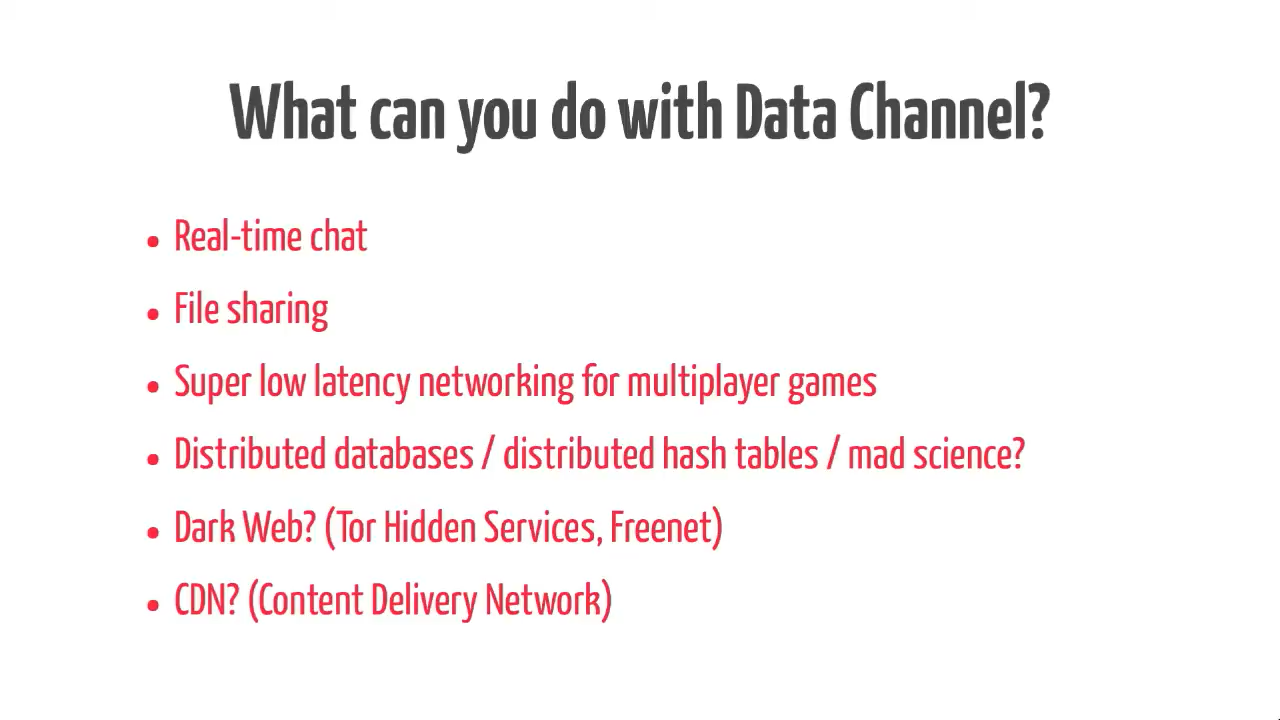 What can you do with Data Channel?
• Real-time chat
• File sharing
• Super low latency networking for multiplayer games
• Distributed databases / distributed hash tables / mad science?
• Dark Web? (Tor Hidden Services, Freenet)
• CDN? (Content Delivery Network)